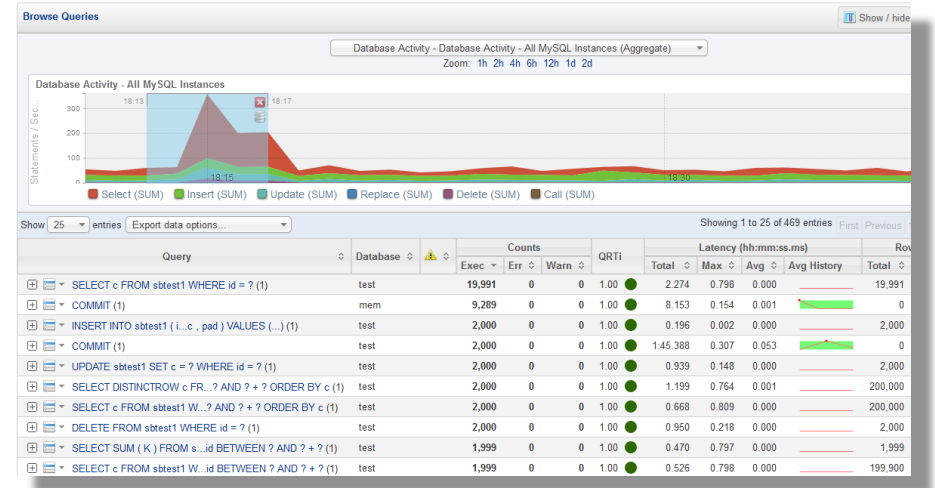 Browse Queries
Show / hide
Database Activity - Database Activity - All MySQL Instances (Aggregate)
Zoom: 1h 2h 4h 6h 12h 1d 2d
Database Activity - All MySQL Instances
18:13 18:17
Statements / Sec...
300
200
100
0
18:15 18:30
Select (SUM) Insert (SUM) Update (SUM) Replace (SUM) Delete (SUM) Call (SUM)
Show 25 entries Export data options... Showing 1 to 25 of 469 entries First Previous
Query Database Counts QRTi Latency (hh:mm:ss.ms) Rov
Exec Err Warn Total Max Avg Avg History Total
SELECT c FROM sbtest1 WHERE id = ? (1) test 19,991 0 0 1.00 2.274 0.798 0.000 19,991
COMMIT (1) mem 9,289 0 0 1.00 8.153 0.154 0.001 0
INSERT INTO sbtest1 ( i...c , pad ) VALUES (...) (1) test 2,000 0 0 1.00 0.196 0.002 0.000 2,000
COMMIT (1) test 2,000 0 0 1.00 1:45.388 0.307 0.053 0
UPDATE sbtest1 SET c = ? WHERE id = ? (1) test 2,000 0 0 1.00 0.939 0.148 0.000 2,000
SELECT DISTINCTROW c FR...? AND ? + ? ORDER BY c (1) test 2,000 0 0 1.00 1.199 0.764 0.001 200,000
SELECT c FROM sbtest1 W...? AND ? + ? ORDER BY c (1) test 2,000 0 0 1.00 0.668 0.809 0.000 200,000
DELETE FROM sbtest1 WHERE id = ? (1) test 2,000 0 0 1.00 0.950 0.218 0.000 2,000
SELECT SUM ( K ) FROM s...id BETWEEN ? AND ? + ? (1) test 1,999 0 0 1.00 0.470 0.797 0.000 1,999
SELECT c FROM sbtest1 W...id BETWEEN ? AND ? + ? (1) test 1,999 0 0 1.00 0.526 0.798 0.000 199,900